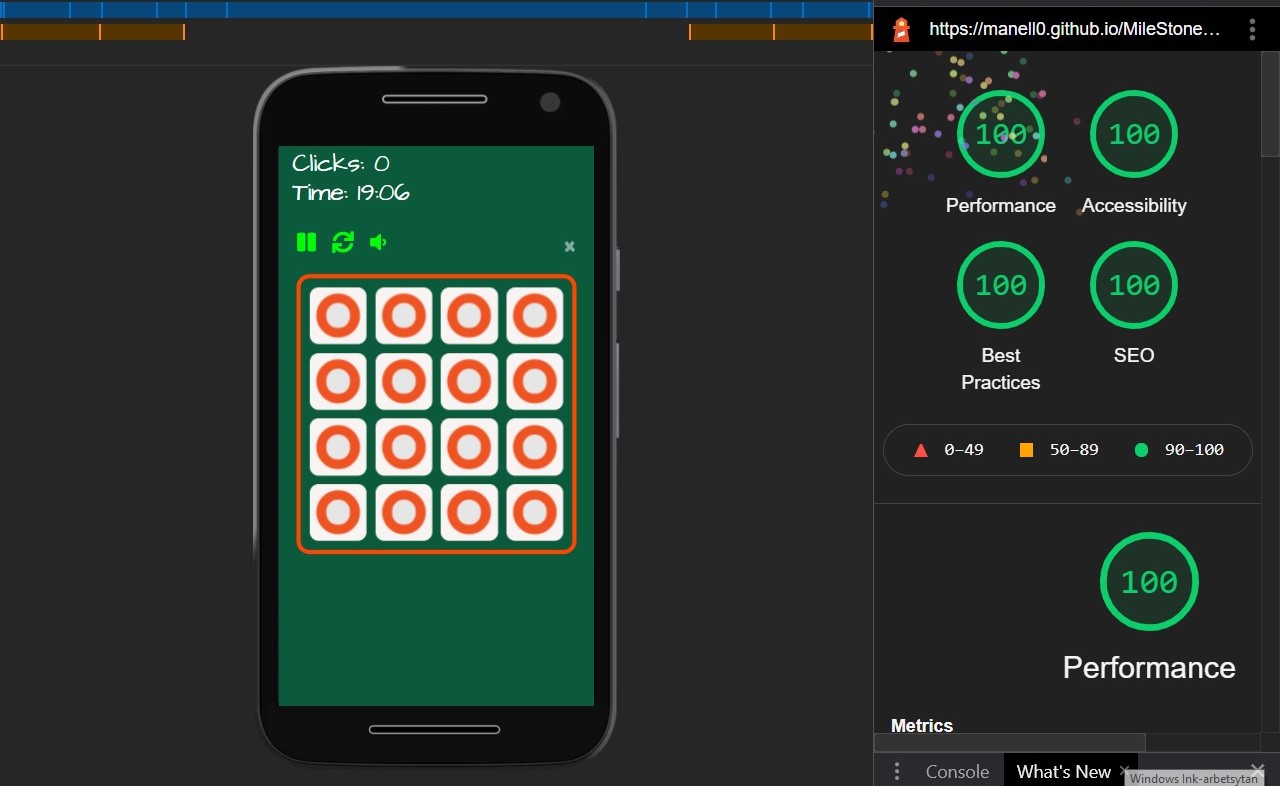 Clicks: 0
Time: 19:06
https://manell0.github.io/MileStone…
100
100
Performance
Accessibility
100
100
Best
Practices
SEO
0–49
50–89
90–100
100
Performance
Metrics
Console
What's New
Windows Ink-arbetsytan